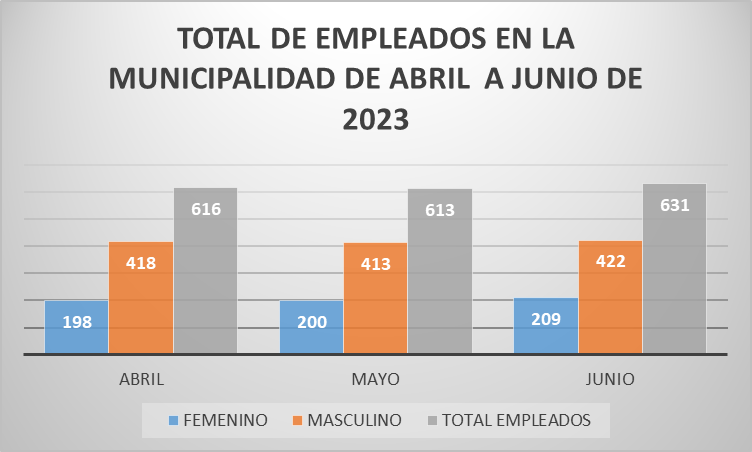 TOTAL DE EMPLEADOS EN LA
MUNICIPALIDAD DE ABRIL  A JUNIO DE
2023
198
418
616
200
413
613
209
422
631
ABRIL
MAYO
JUNIO
FEMENINO
MASCULINO
TOTAL EMPLEADOS